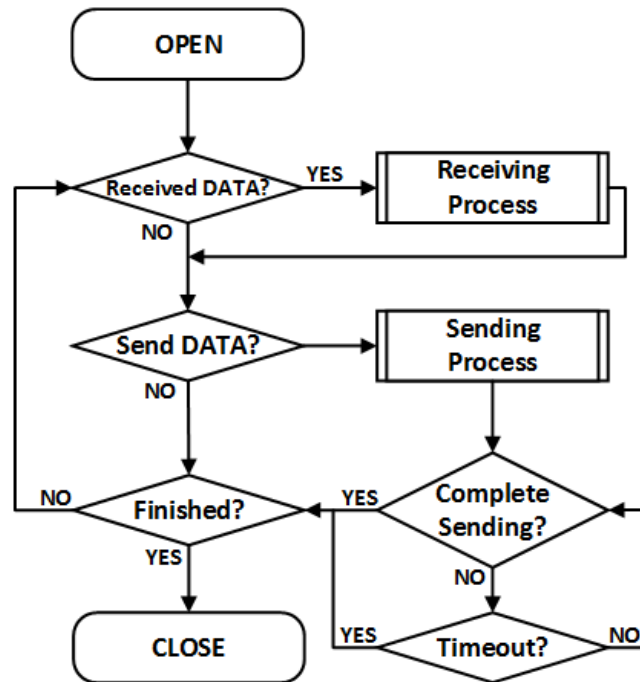 OPEN
Received DATA?
YES
Receiving
Process
NO
Send DATA?
Sending
Process
NO
NO
Finished?
YES
Complete
Sending?
YES
NO
CLOSE
YES
Timeout?
NO